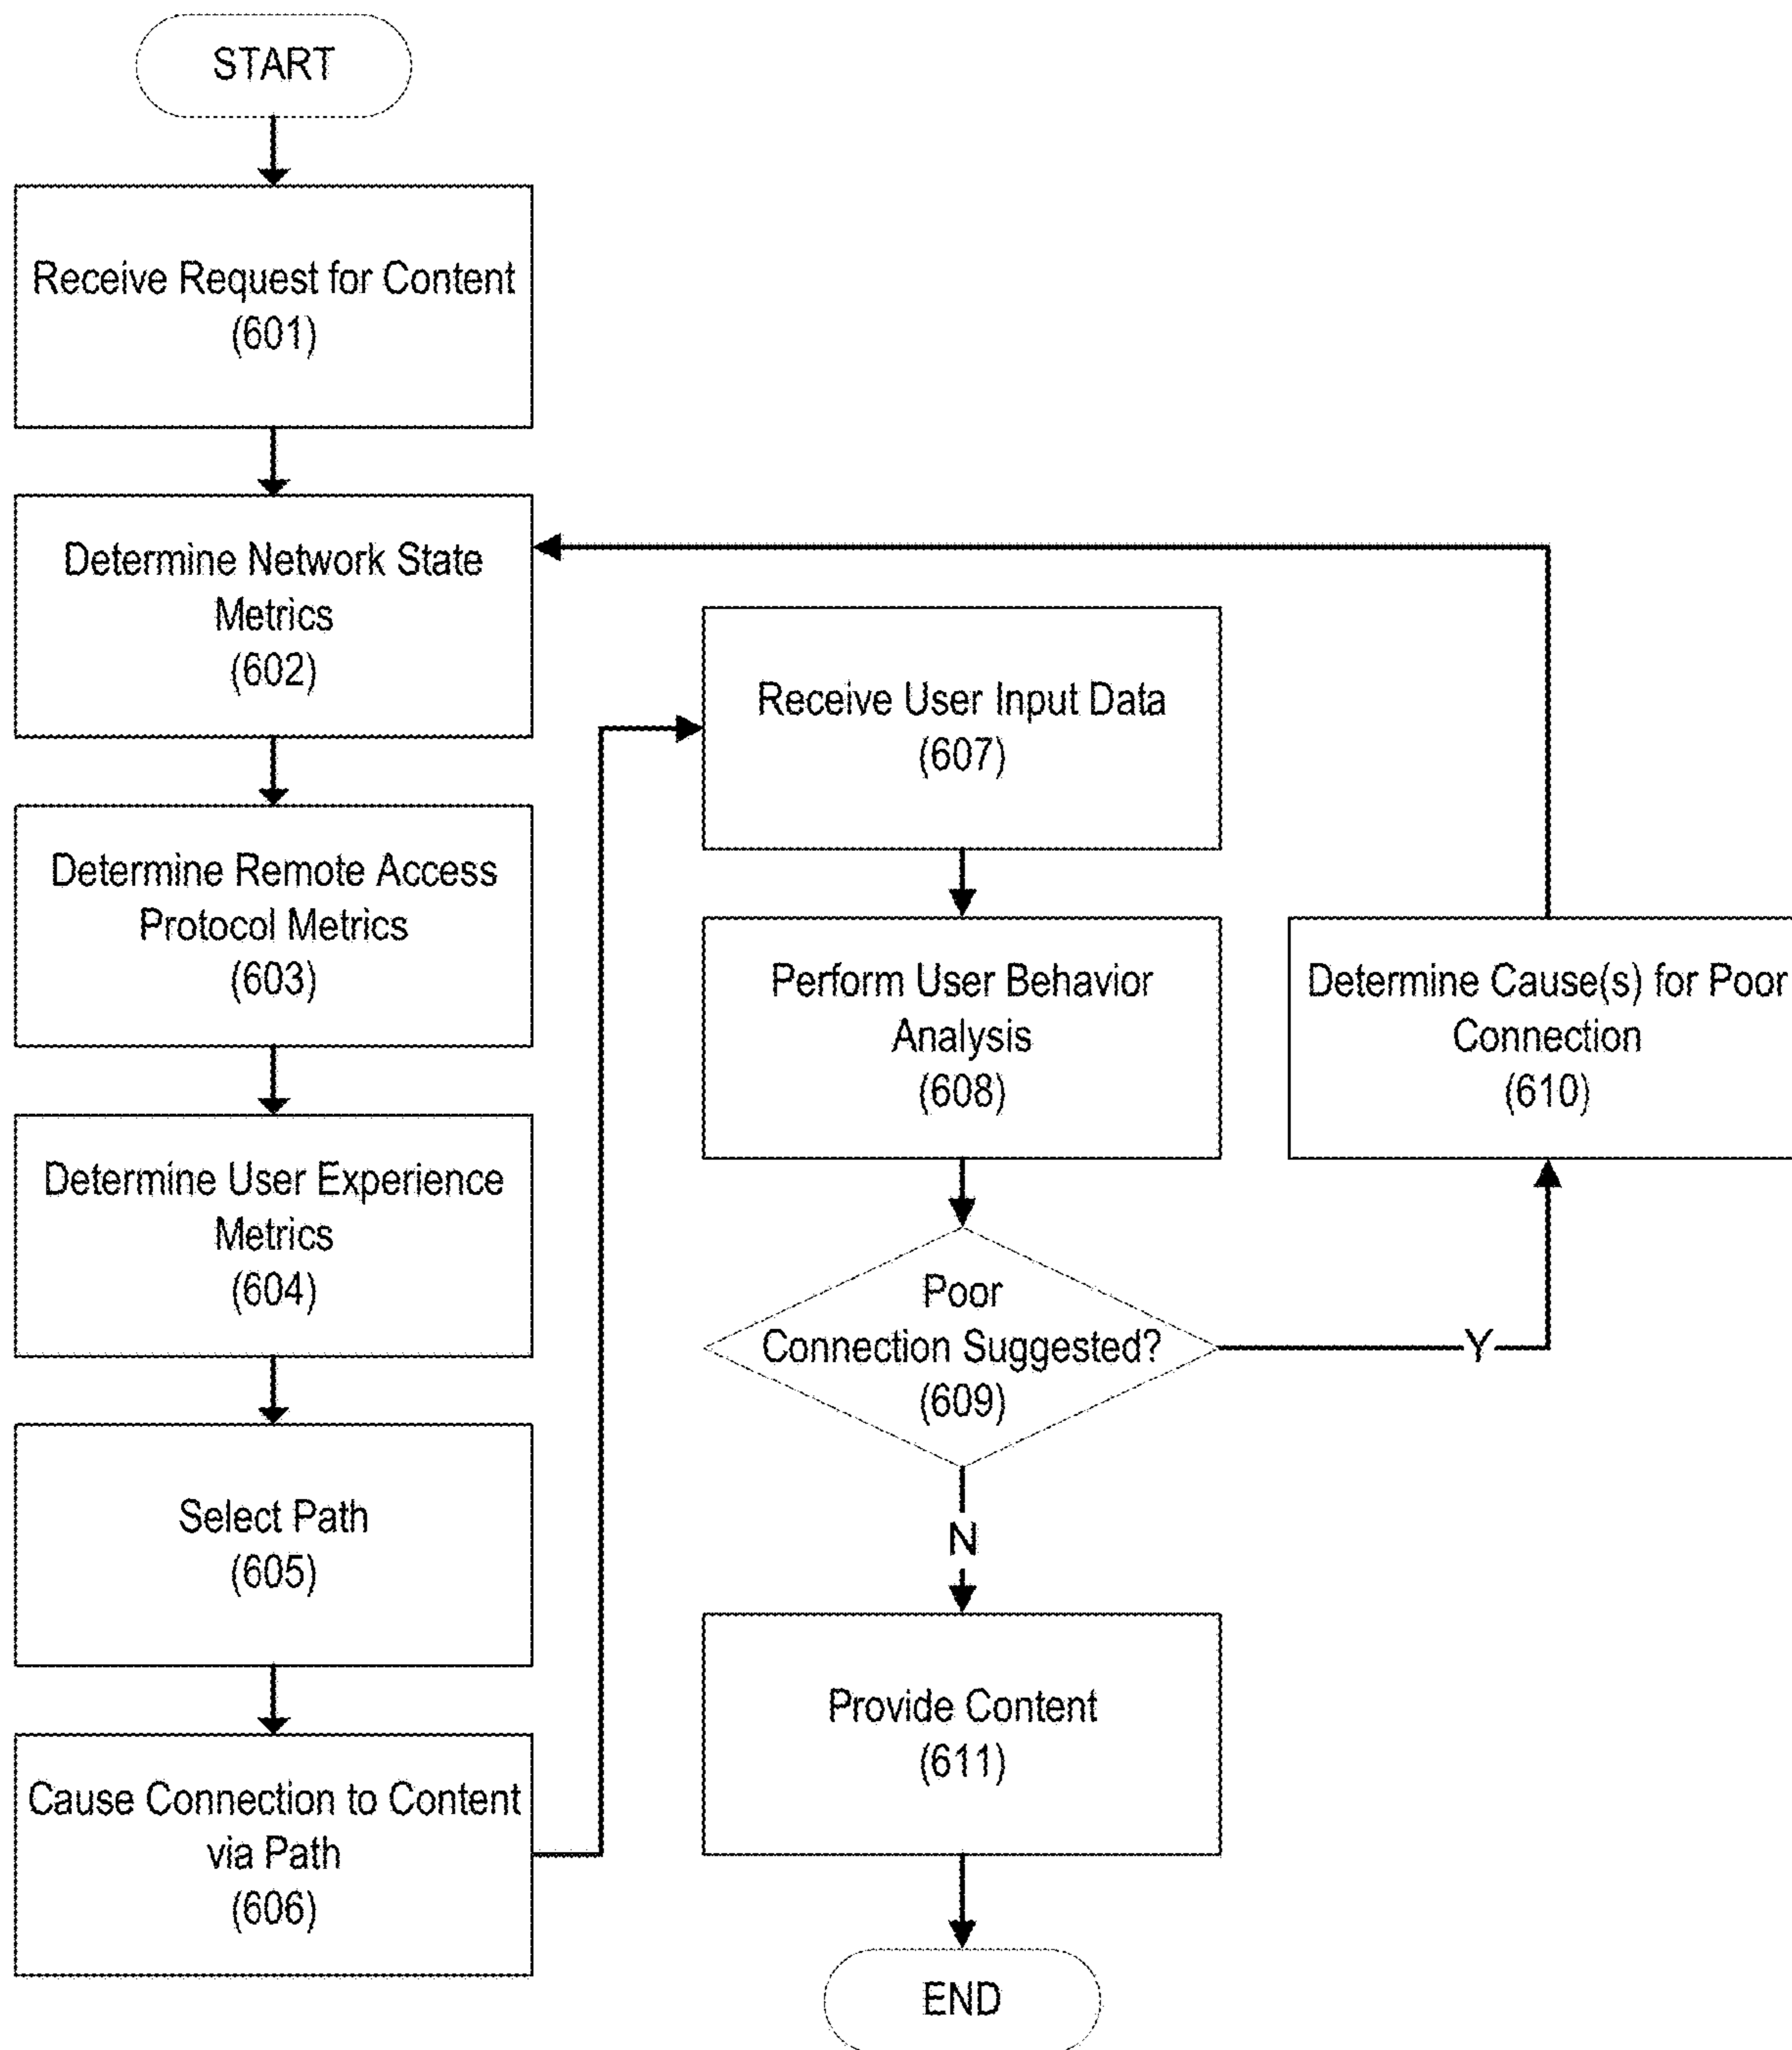 START
Receive Request for Content
(601)
Determine Network State
Metrics
(602)
Determine Remote Access
Protocol Metrics
(603)
Determine User Experience
Metrics
(604)
Select Path
(605)
Cause Connection to Content
via Path
(606)
Receive User Input Data
(607)
Perform User Behavior
Analysis
(608)
Poor
Connection Suggested?
(609)
Y
Determine Cause(s) for Poor
Connection
(610)
N
Provide Content
(611)
END